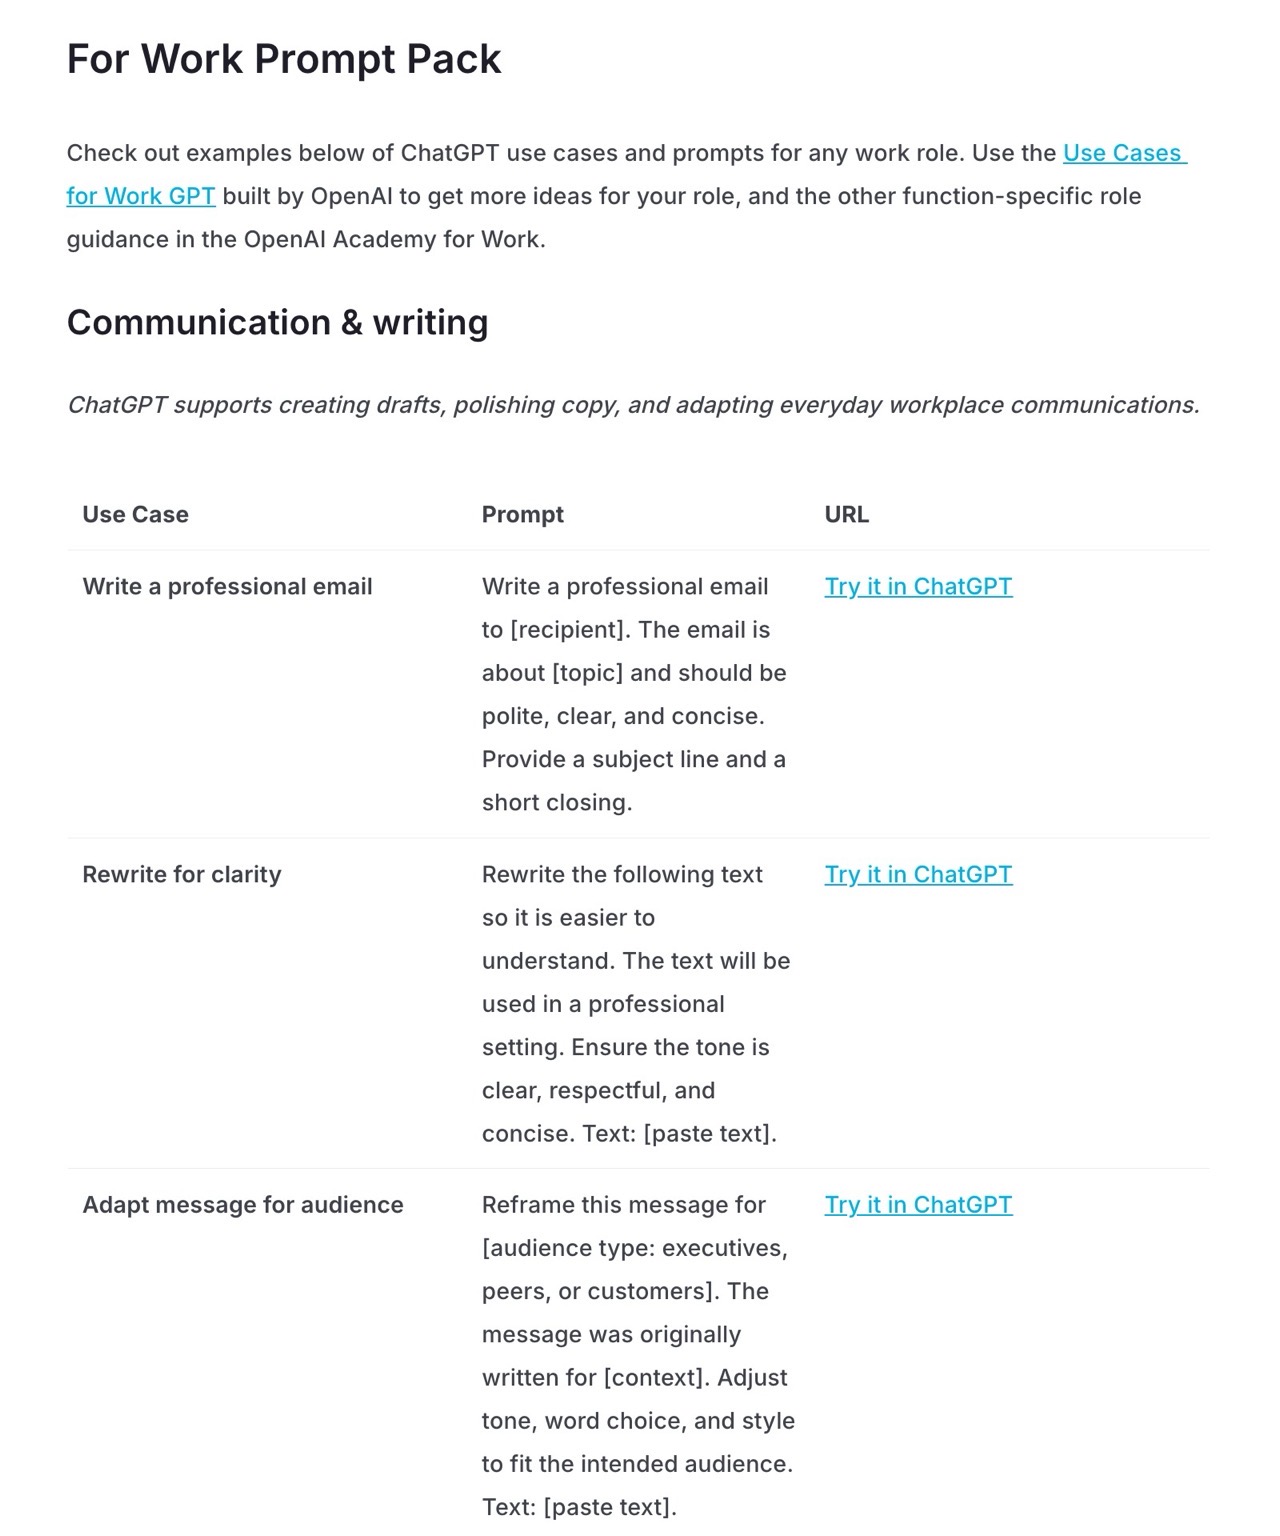 For Work Prompt Pack
Check out examples below of ChatGPT use cases and prompts for any work role. Use the Use Cases
for Work GPT built by OpenAI to get more ideas for your role, and the other function-specific role
guidance in the OpenAI Academy for Work.
Communication & writing
ChatGPT supports creating drafts, polishing copy, and adapting everyday workplace communications.
Use Case Prompt URL
Write a professional email Write a professional email Try it in ChatGPT
to [recipient]. The email is
about [topic] and should be
polite, clear, and concise.
Provide a subject line and a
short closing.
Rewrite for clarity Rewrite the following text Try it in ChatGPT
so it is easier to
understand. The text will be
used in a professional
setting. Ensure the tone is
clear, respectful, and
concise. Text: [paste text].
Adapt message for audience Reframe this message for Try it in ChatGPT
[audience type: executives,
peers, or customers]. The
message was originally
written for [context]. Adjust
tone, word choice, and style
to fit the intended audience.
Text: [paste text].